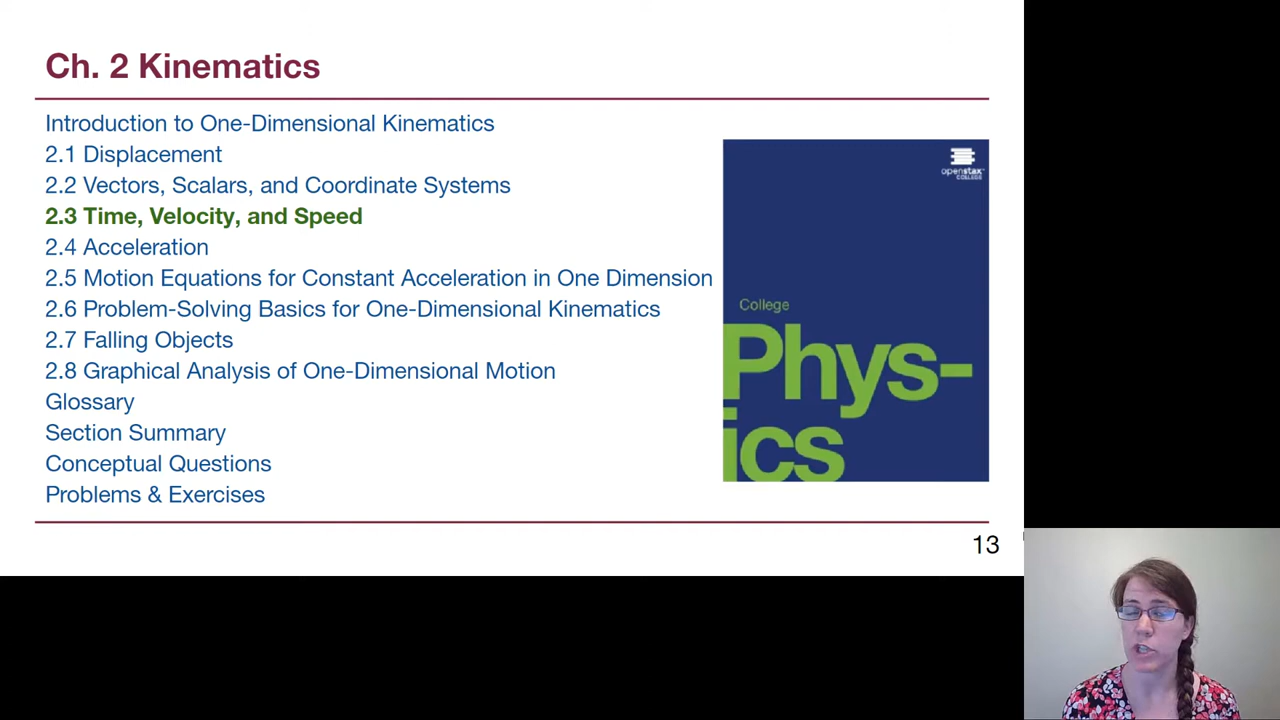 Ch. 2 Kinematics
Introduction to One-Dimensional Kinematics
2.1 Displacement
2.2 Vectors, Scalars, and Coordinate Systems
2.3 Time, Velocity, and Speed
2.4 Acceleration
2.5 Motion Equations for Constant Acceleration in One Dimension
2.6 Problem-Solving Basics for One-Dimensional Kinematics
2.7 Falling Objects
2.8 Graphical Analysis of One-Dimensional Motion
Glossary
Section Summary
Conceptual Questions
Problems & Exercises
openstax
COLLEGE
College
Phys-
ics
13